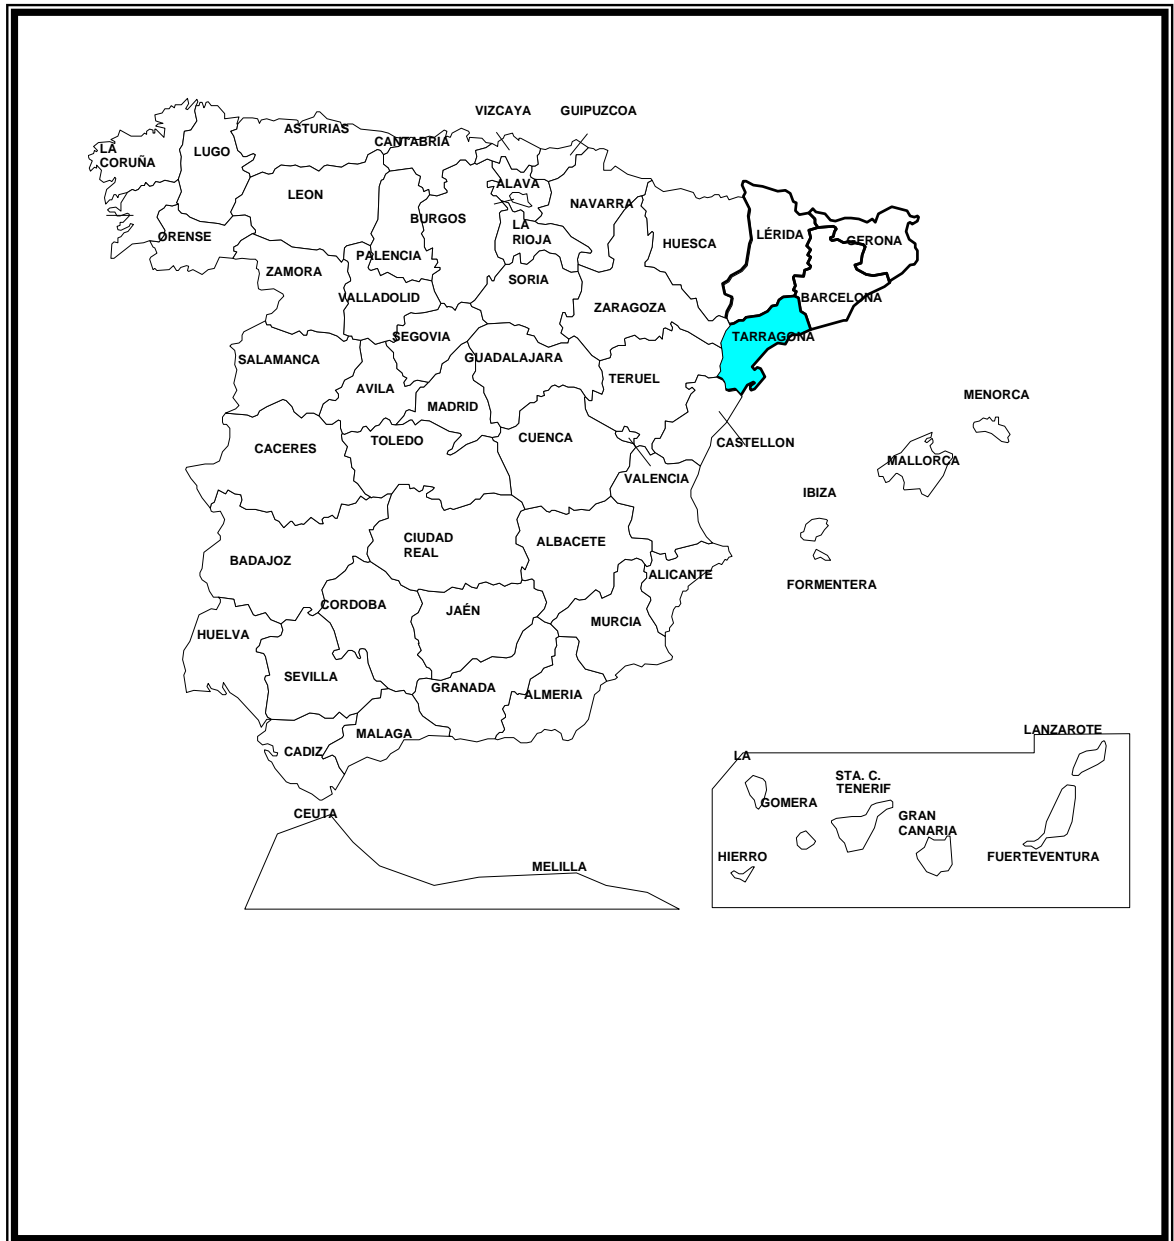 VIZCAYA
GUIPUZCOA
ASTURIAS
CANTABRIA
LA
CORUÑA
LUGO
LEON
ALAVA
NAVARRA
BURGOS
LA
RIOJA
HUESCA
LÉRIDA
GERONA
ORENSE
PALENCIA
ZAMORA
SORIA
VALLADOLID
ZARAGOZA
BARCELONA
SEGOVIA
TARRAGONA
SALAMANCA
GUADALAJARA
AVILA
TERUEL
MADRID
MENORCA
CACERES
TOLEDO
CUENCA
CASTELLON
MALLORCA
VALENCIA
IBIZA
CIUDAD
REAL
ALBACETE
BADAJOZ
ALICANTE
FORMENTERA
CORDOBA
JAÉN
MURCIA
HUELVA
SEVILLA
GRANADA
ALMERIA
CADIZ
MALAGA
LANZAROTE
LA
GOMERA
STA. C.
TENERIF
GRAN
CANARIA
HIERRO
FUERTEVENTURA
CEUTA
MELILLA